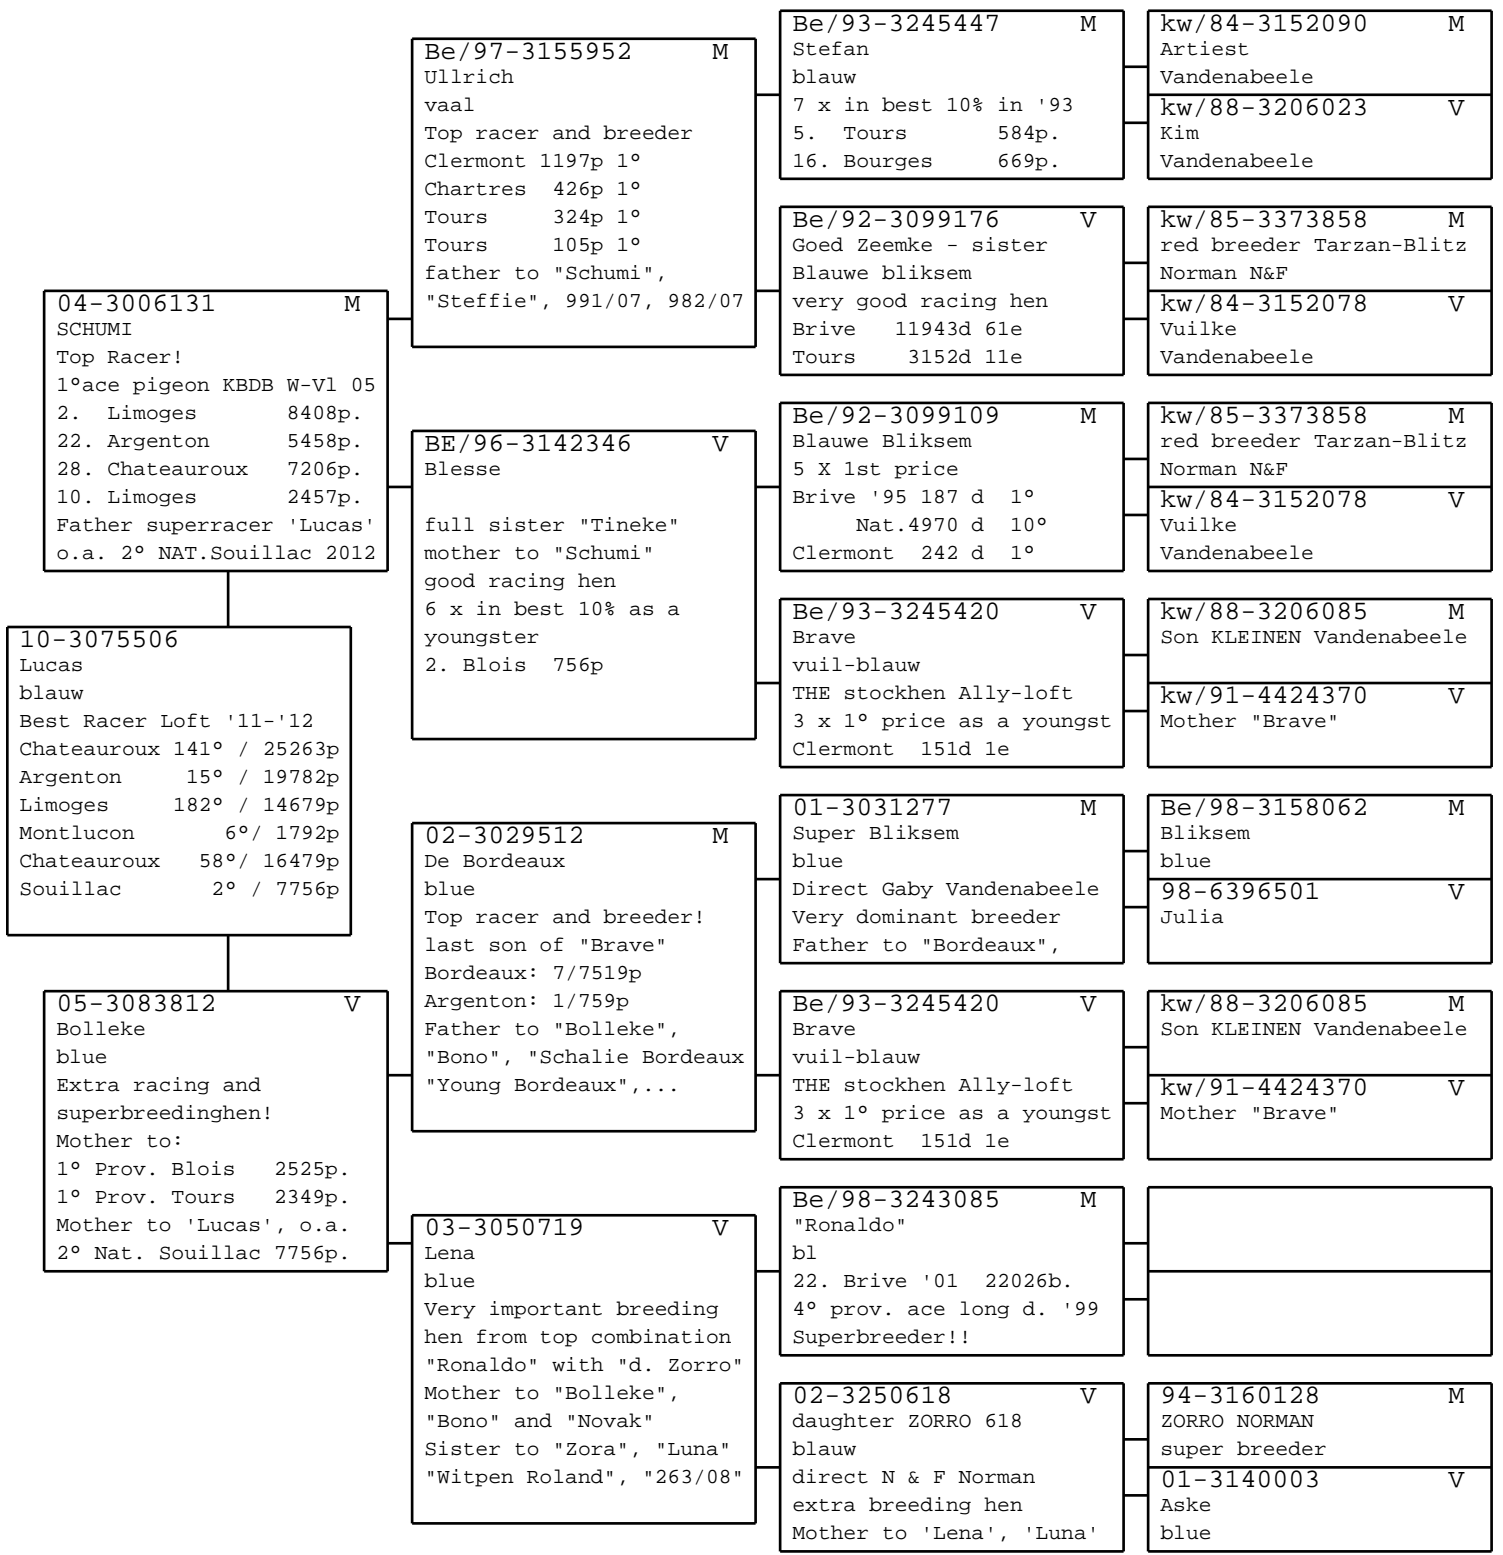 10-3075506
Lucas
blauw
Best Racer Loft '11-'12
Chateauroux 141° / 25263p
Argenton 15° / 19782p
Limoges 182° / 14679p
Montlucon 6°/ 1792p
Chateauroux 58°/ 16479p
Souillac 2° / 7756p
04-3006131 M
SCHUMI
Top Racer!
1°ace pigeon KBDB W-Vl 05
2. Limoges 8408p.
22. Argenton 5458p.
28. Chateauroux 7206p.
10. Limoges 2457p.
Father superracer 'Lucas'
o.a. 2° NAT.Souillac 2012
05-3083812 V
Bolleke
blue
Extra racing and
superbreedinghen!
Mother to:
1° Prov. Blois 2525p.
1° Prov. Tours 2349p.
Mother to 'Lucas', o.a.
2° Nat. Souillac 7756p.
Be/97-3155952 M
Ullrich
vaal
Top racer and breeder
Clermont 1197p 1°
Chartres 426p 1°
Tours 324p 1°
Tours 105p 1°
father to "Schumi",
"Steffie", 991/07, 982/07
BE/96-3142346 V
Blesse
full sister "Tineke"
mother to "Schumi"
good racing hen
6 x in best 10% as a
youngster
2. Blois 756p
02-3029512 M
De Bordeaux
blue
Top racer and breeder!
last son of "Brave"
Bordeaux: 7/7519p
Argenton: 1/759p
Father to "Bolleke",
"Bono", "Schalie Bordeaux
"Young Bordeaux",...
03-3050719 V
Lena
blue
Very important breeding
hen from top combination
"Ronaldo" with "d. Zorro"
Mother to "Bolleke",
"Bono" and "Novak"
Sister to "Zora", "Luna"
"Witpen Roland", "263/08"
Be/93-3245447 M
Stefan
blauw
7 x in best 10% in '93
5. Tours 584p.
16. Bourges 669p.
Be/92-3099176 V
Goed Zeemke - sister
Blauwe bliksem
very good racing hen
Brive 11943d 61e
Tours 3152d 11e
Be/92-3099109 M
Blauwe Bliksem
5 X 1st price
Brive '95 187 d 1°
Nat.4970 d 10°
Clermont 242 d 1°
Be/93-3245420 V
Brave
vuil-blauw
THE stockhen Ally-loft
3 x 1° price as a youngst
Clermont 151d 1e
01-3031277 M
Super Bliksem
blue
Direct Gaby Vandenabeele
Very dominant breeder
Father to "Bordeaux",
Be/93-3245420 V
Brave
vuil-blauw
THE stockhen Ally-loft
3 x 1° price as a youngst
Clermont 151d 1e
Be/98-3243085 M
"Ronaldo"
bl
22. Brive '01 22026b.
4° prov. ace long d. '99
Superbreeder!!
02-3250618 V
daughter ZORRO 618
blauw
direct N & F Norman
extra breeding hen
Mother to 'Lena', 'Luna'
kw/84-3152090 M
Artiest
Vandenabeele
kw/88-3206023 V
Kim
Vandenabeele
kw/85-3373858 M
red breeder Tarzan-Blitz
Norman N&F
kw/84-3152078 V
Vuilke
Vandenabeele
kw/85-3373858 M
red breeder Tarzan-Blitz
Norman N&F
kw/84-3152078 V
Vuilke
Vandenabeele
kw/88-3206085 M
Son KLEINEN Vandenabeele
kw/91-4424370 V
Mother "Brave"
Be/98-3158062 M
Bliksem
blue
98-6396501 V
Julia
kw/88-3206085 M
Son KLEINEN Vandenabeele
kw/91-4424370 V
Mother "Brave"
94-3160128 M
ZORRO NORMAN
super breeder
01-3140003 V
Aske
blue